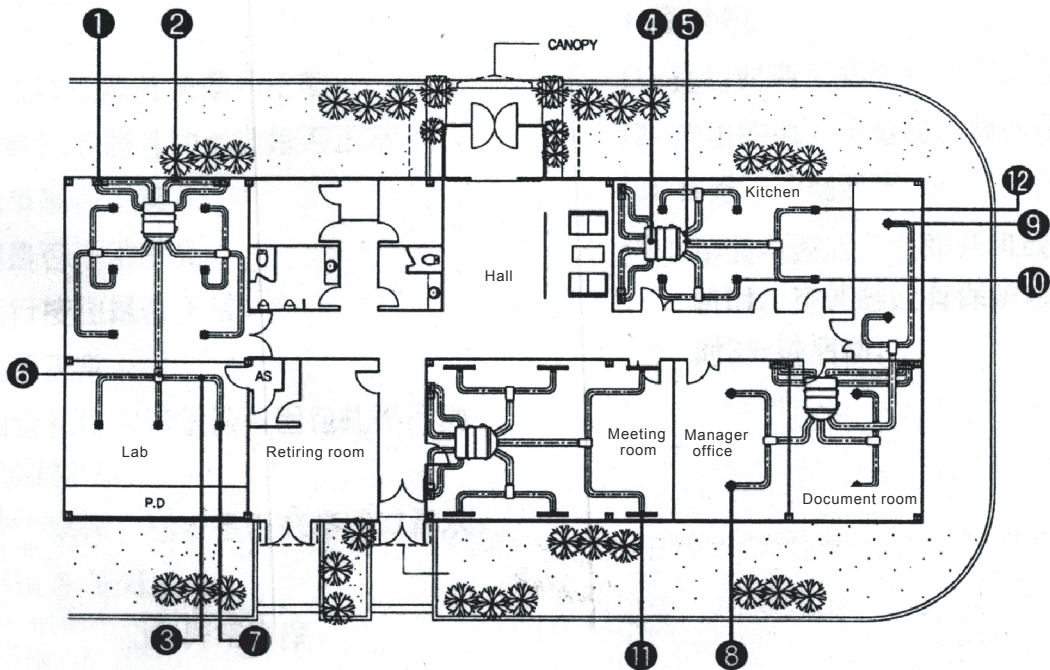 1
2
4
5
CANOPY
Kitchen
12
9
Hall
10
6
AS
Lab
Retiring room
Meeting
room
Manager
office
P.D
Document room
3
7
11
8